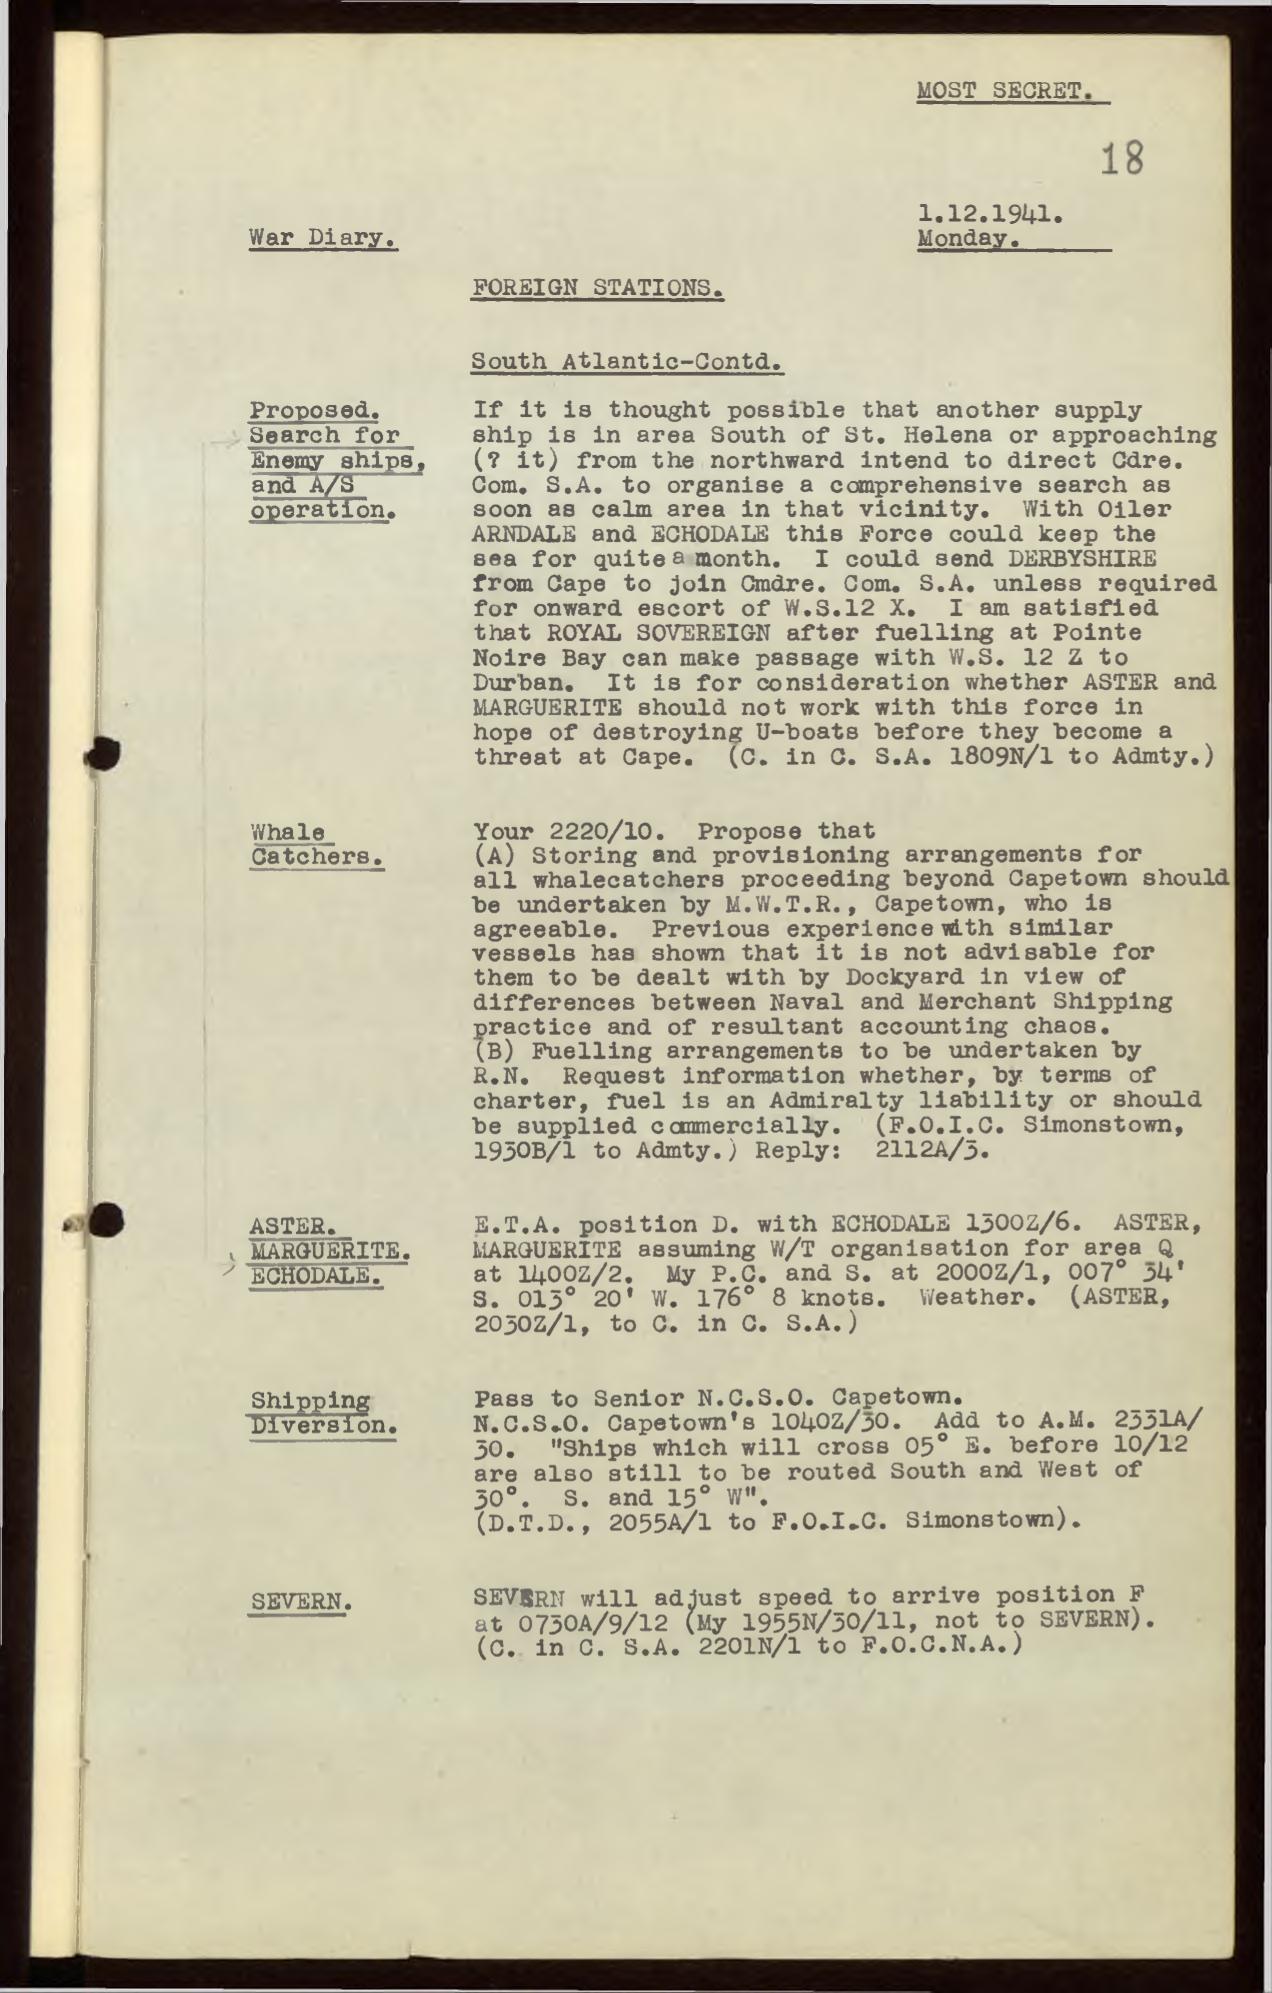 MOST SECRET.
18
1.12.1941.
War Diary.
Monday.
FOREIGN STATIONS.
South Atlantic-Contd.
Proposed.
Search for
Enemy ships,
and A/S
operation.
If it is thought possible that another supply
ship is in area South of St. Helena or approaching
(? it) from the northward intend to direct Cdre.
Com. S.A. to organise a comprehensive search as
soon as calm area in that vicinity. With Oiler
ARNDALE and ECHODALE this Force could keep the
sea for quite a month. I could send DERBYSHIRE
from Cape to join Cmdre. Com. S.A. unless required
for onward escort of W.S.12 X. I am satisfied
that ROYAL SOVEREIGN after fuelling at Pointe
Noire Bay can make passage with W.S. 12 Z to
Durban. It is for consideration whether ASTER and
MARGUERITE should not work with this force in
hope of destroying U-boats before they become a
threat at Cape. (C. in C. S.A. 1809N/1 to Admty.)
Whale
Catchers.
Your 2220/10. Propose that
(A) Storing and provisioning arrangements for
all whalecatchers proceeding beyond Capetown should
be undertaken by M.W.T.R., Capetown, who is
agreeable. Previous experience with similar
vessels has shown that it is not advisable for
them to be dealt with by Dockyard in view of
differences between Naval and Merchant Shipping
practice and of resultant accounting chaos.
(B) Fuelling arrangements to be undertaken by
R.N. Request information whether, by terms of
charter, fuel is an Admiralty liability or should
be supplied commercially. (F.O.I.C. Simonstown,
1930B/1 to Admty.) Reply: 2112A/3.
ASTER.
MARGUERITE.
ECHODALE.
E.T.A. position D. with ECHODALE 1300Z/6. ASTER,
MARGUERITE assuming W/T organisation for area Q
at 1400Z/2. My P.C. and S. at 2000Z/1, 007° 34'
S. 013° 20' W. 176° 8 knots. Weather. (ASTER,
2030Z/1, to C. in C. S.A.)
Shipping
Diversion.
Pass to Senior N.C.S.O. Capetown.
N.C.S.O. Capetown's 1040Z/30. Add to A.M. 2331A/
30. "Ships which will cross 05° E. before 10/12
are also still to be routed South and West of
30°. S. and 15° W".
(D.T.D., 2055A/1 to F.O.I.C. Simonstown).
SEVERN.
SEVERN will adjust speed to arrive position F
at 0730A/9/12 (My 1955N/30/11, not to SEVERN).
(C. in C. S.A. 2201N/1 to F.O.C.N.A.)